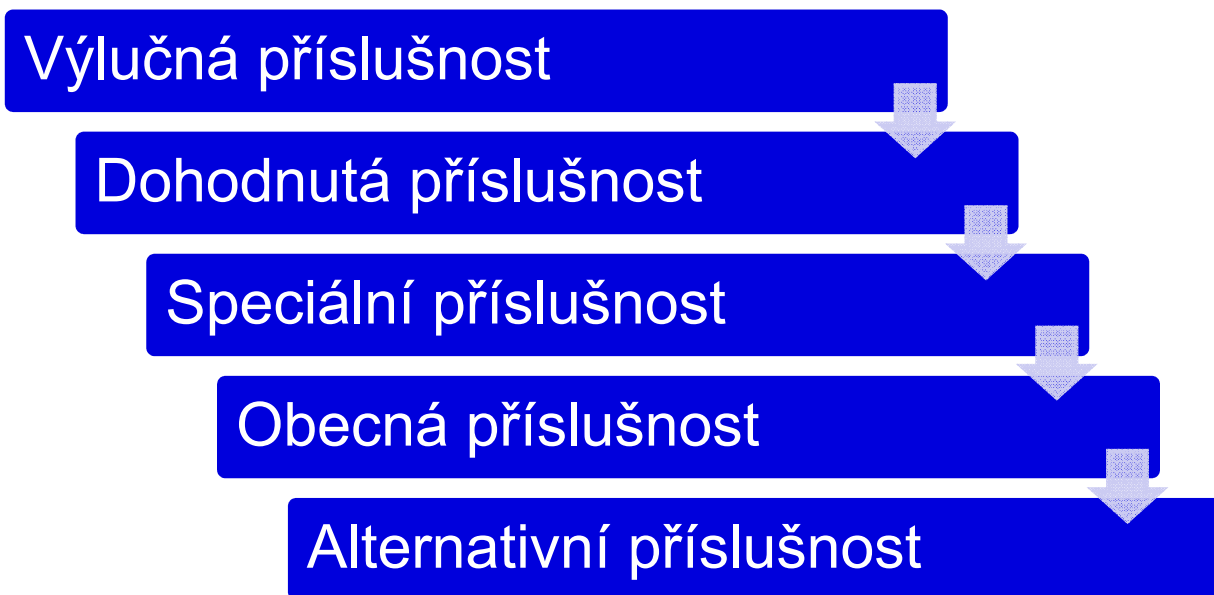 Výlučná příslušnost
Dohodnutá příslušnost
Speciální příslušnost
Obecná příslušnost
Alternativní příslušnost